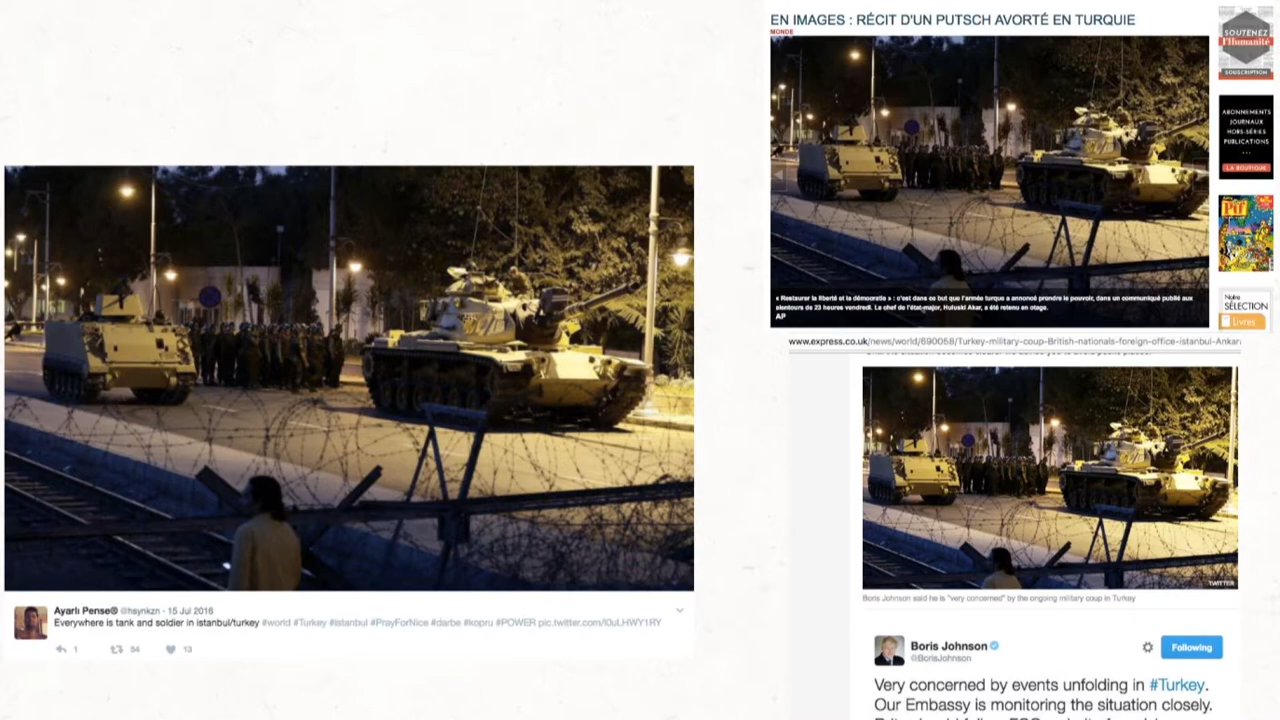 Ayarlı Pense® @hsynkzn · 15 Jul 2016
Everywhere is tank and soldier in istanbul/turkey #world #Turkey #istanbul #PrayForNice #darbe #kopru #POWER pic.twitter.com/I0uLHWY1RY
1 54 13
EN IMAGES : RÉCIT D'UN PUTSCH AVORTÉ EN TURQUIE
MONDE
« Restaurer la liberté et la démocratie » : c'est dans ce but que l'armée turque a annoncé prendre le pouvoir, dans un communiqué publié aux
alentours de 23 heures vendredi. Le chef de l'état-major, Huluski Akar, a été retenu en otage.
AP
SOUTENEZ
l'Humanité
SOUSCRIPTION
ABONNEMENTS
JOURNAUX
HORS-SÉRIES
PUBLICATIONS
...
LA BOUTIQUE
Pif
Notre
SÉLECTION
Livres
www.express.co.uk/news/world/690058/Turkey-military-coup-British-nationals-foreign-office-istanbul-Ankar
TWITTER
Boris Johnson said he is "very concerned" by the ongoing military coup in Turkey
Boris Johnson
@BorisJohnson
Following
Very concerned by events unfolding in #Turkey.
Our Embassy is monitoring the situation closely.